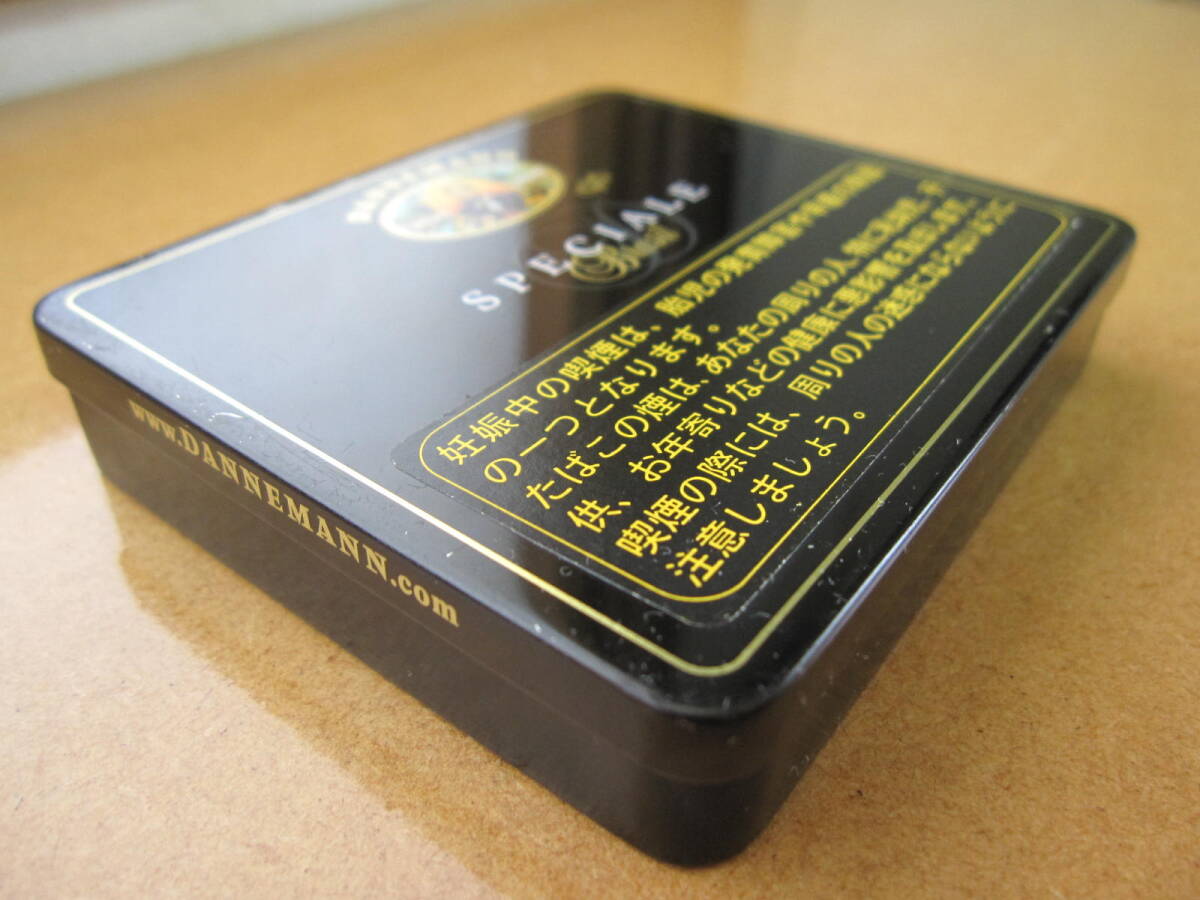 DANNEMANN
SPECIALE
妊娠中の喫煙は、胎児の発育障害や早産の原因
の一つとなります。
たばこの煙は、あなたの周りの人、特に乳幼児、子
供、お年寄りなどの健康に悪影響を及ぼします。
喫煙の際には、周りの人の迷惑にならないように
注意しましょう。
www.DANNEMANN.com